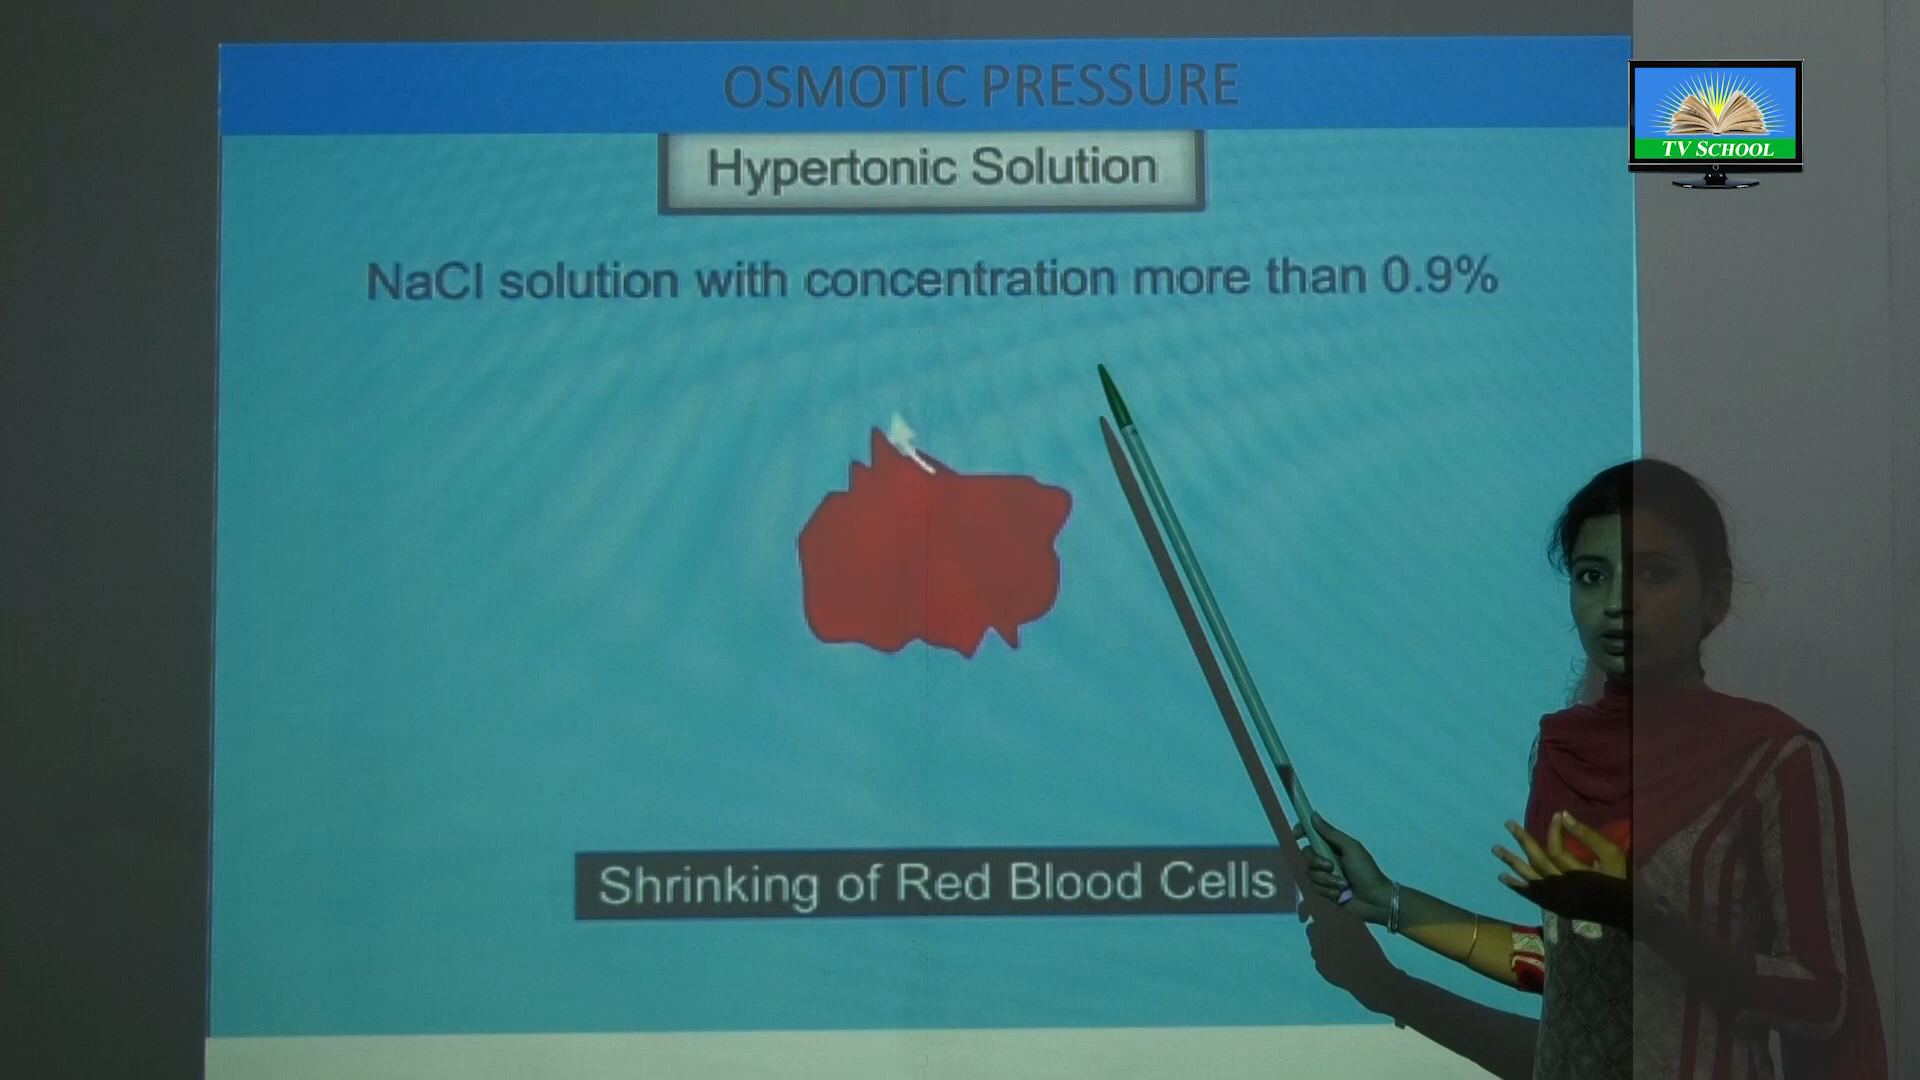 OSMOTIC PRESSURE
Hypertonic Solution
NaCl solution with concentration more than 0.9%
Shrinking of Red Blood Cells
TV SCHOOL